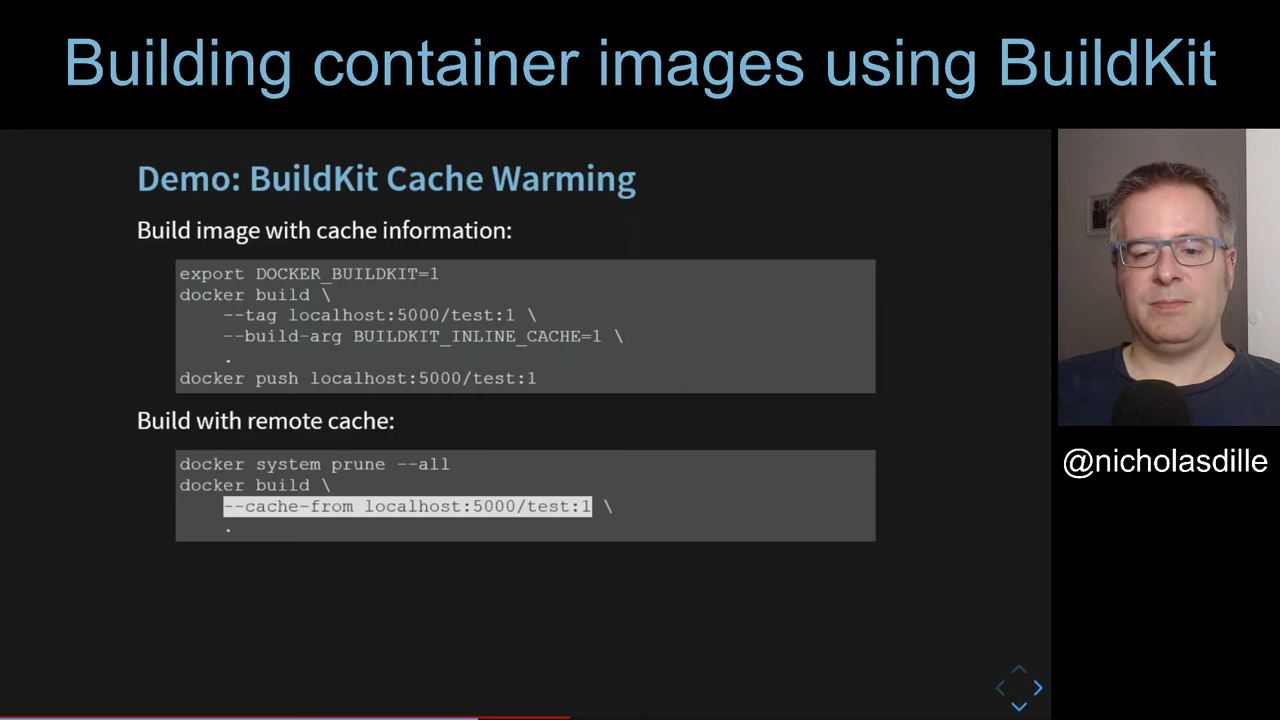 Building container images using BuildKit
Demo: BuildKit Cache Warming
Build image with cache information:
export DOCKER_BUILDKIT=1
docker build \
--tag localhost:5000/test:1 \
--build-arg BUILDKIT_INLINE_CACHE=1 \
.
docker push localhost:5000/test:1
Build with remote cache:
docker system prune --all
docker build \
--cache-from localhost:5000/test:1 \
.
@nicholasdille